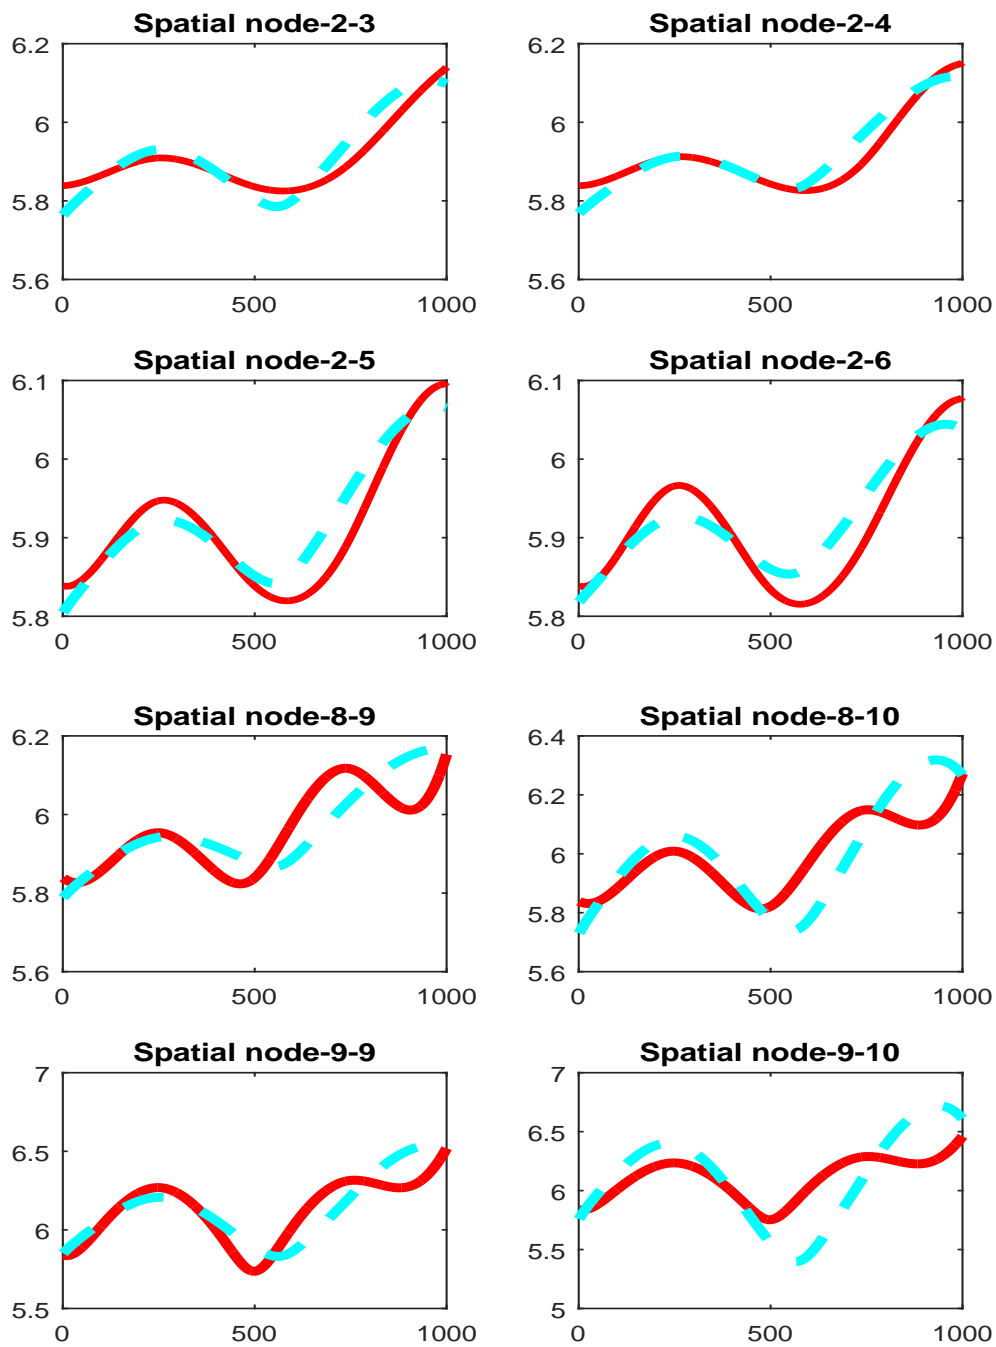 Spatial node-2-3
6.2
6
5.8
5.6
0 500 1000
Spatial node-2-4
6.2
6
5.8
5.6
0 500 1000
Spatial node-2-5
6.1
6
5.9
5.8
0 500 1000
Spatial node-2-6
6.1
6
5.9
5.8
0 500 1000
Spatial node-8-9
6.2
6
5.8
5.6
0 500 1000
Spatial node-8-10
6.4
6.2
6
5.8
5.6
0 500 1000
Spatial node-9-9
7
6.5
6
5.5
0 500 1000
Spatial node-9-10
7
6.5
6
5.5
5
0 500 1000